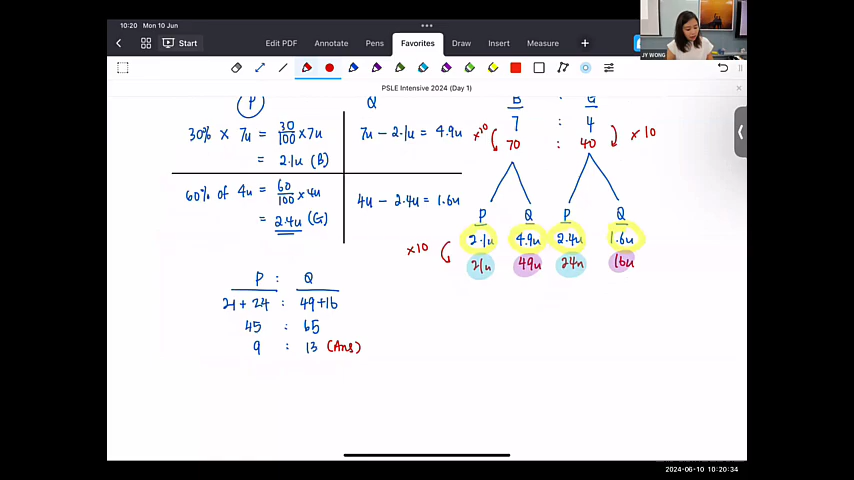 10:20 Mon 10 Jun
JY WONG
Start
Edit PDF Annotate Pens Favorites Draw Insert Measure
PSLE Intensive 2024 (Day 1)
P Q
30% × 7u = 30/100 × 7u
= 2.1u (B)
7u - 2.1u = 4.9u
60% of 4u = 60/100 × 4u
= 2.4u (G)
4u - 2.4u = 1.6u
B : G
×10 7 : 4 × 10
70 : 40
P Q P Q
2.1u 4.9u 2.4u 1.6u
×10
21u 49u 24u 16u
P : Q
21 + 24 : 49+16
45 : 65
9 : 13 (Ans)
2024-06-10 10:20:34